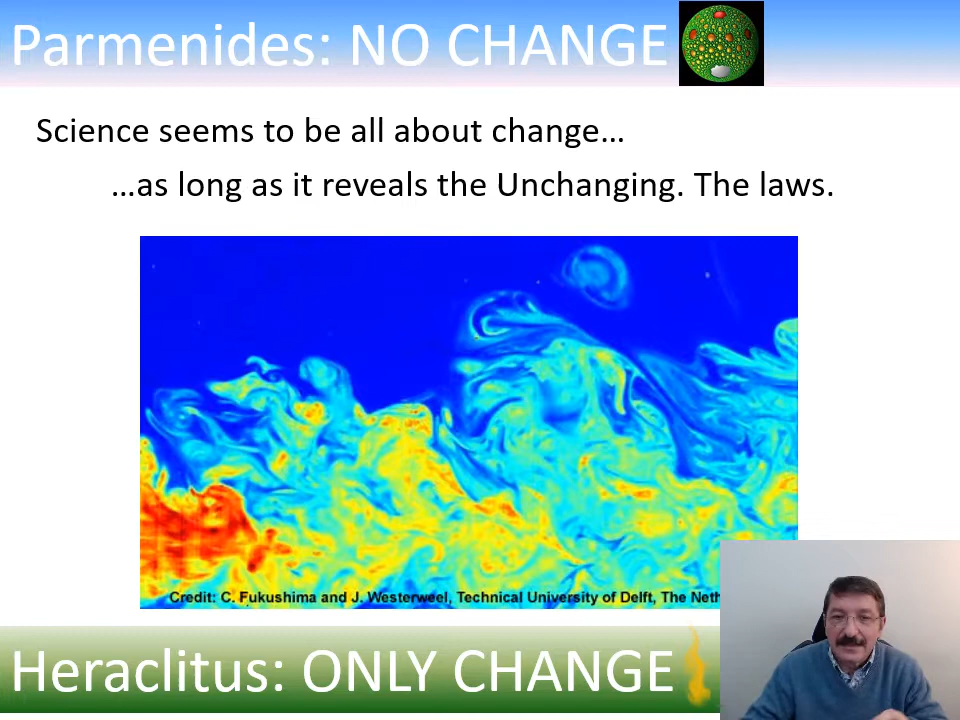 Parmenides: NO CHANGE
Science seems to be all about change…
…as long as it reveals the Unchanging. The laws.
Credit: C. Fukushima and J. Westerweel, Technical University of Delft, The
Heraclitus: ONLY CHANGE